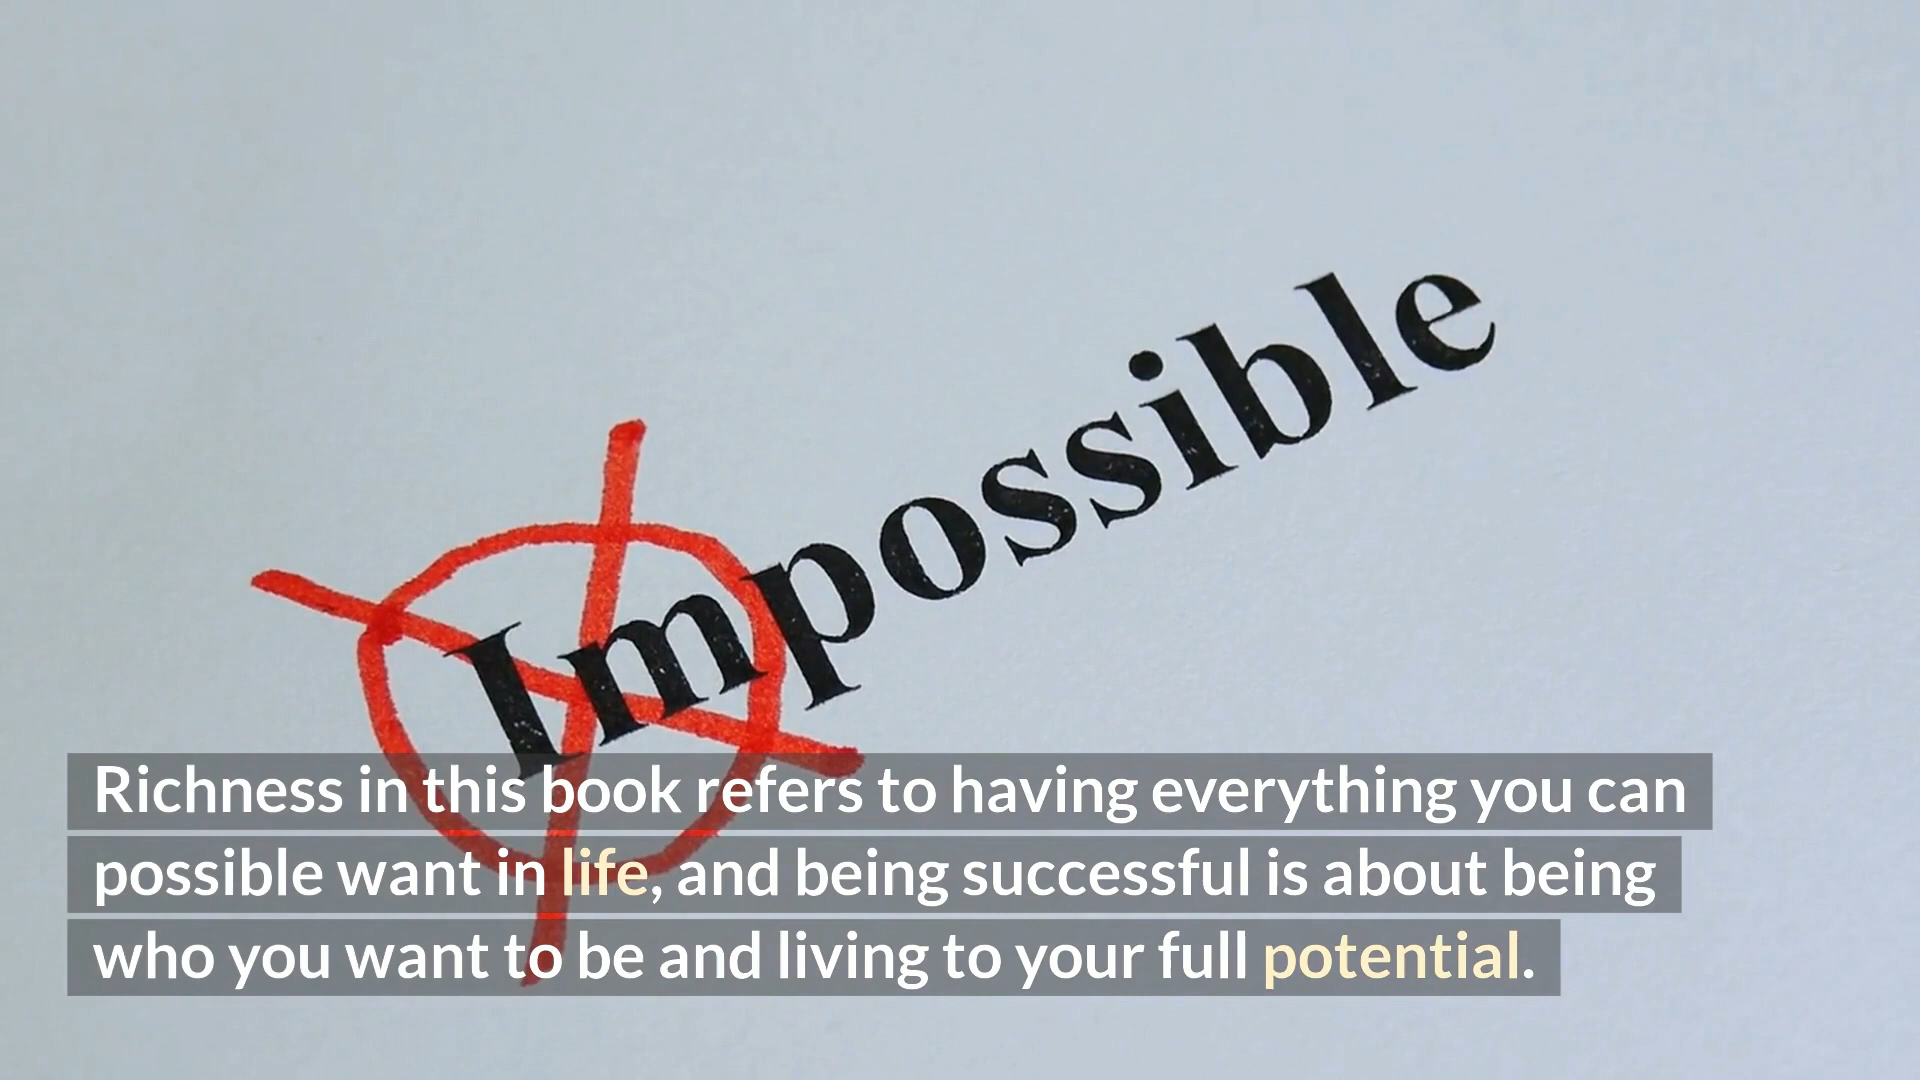 Impossible
Richness in this book refers to having everything you can
possible want in life, and being successful is about being
who you want to be and living to your full potential.